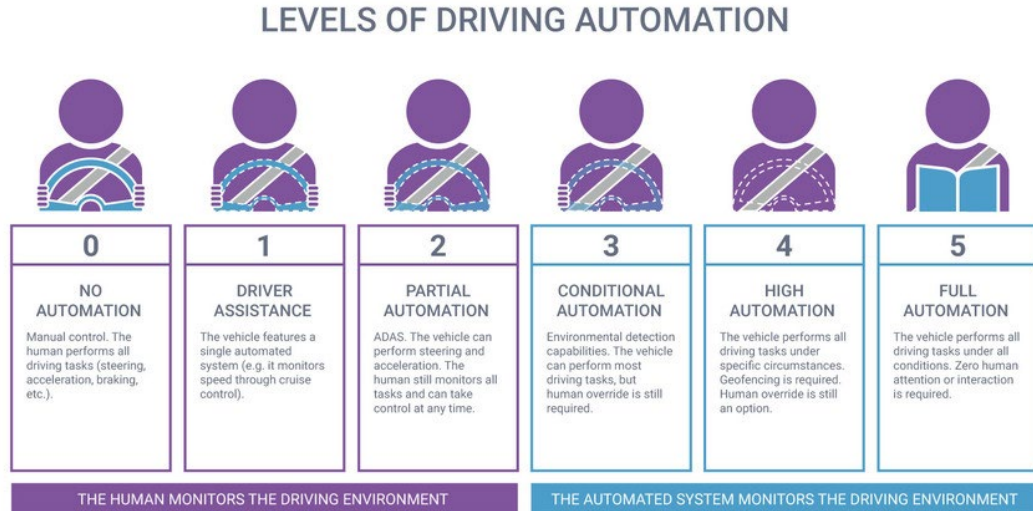 LEVELS OF DRIVING AUTOMATION
0
NO
AUTOMATION
Manual control. The
human performs all
driving tasks (steering,
acceleration, braking,
etc.).
1
DRIVER
ASSISTANCE
The vehicle features a
single automated
system (e.g. it monitors
speed through cruise
control).
2
PARTIAL
AUTOMATION
ADAS. The vehicle can
perform steering and
acceleration. The
human still monitors all
tasks and can take
control at any time.
3
CONDITIONAL
AUTOMATION
Environmental detection
capabilities. The vehicle
can perform most
driving tasks, but
human override is still
required.
4
HIGH
AUTOMATION
The vehicle performs all
driving tasks under
specific circumstances.
Geofencing is required.
Human override is still
an option.
5
FULL
AUTOMATION
The vehicle performs all
driving tasks under all
conditions. Zero human
attention or interaction
is required.
THE HUMAN MONITORS THE DRIVING ENVIRONMENT
THE AUTOMATED SYSTEM MONITORS THE DRIVING ENVIRONMENT